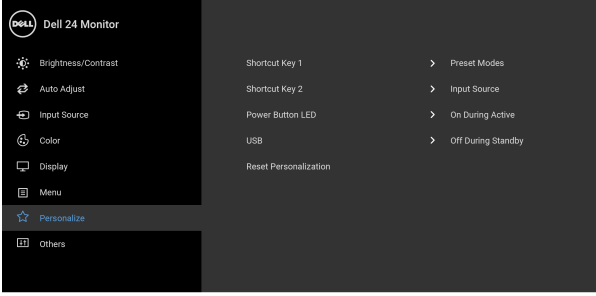 DELL Dell 24 Monitor
Brightness/Contrast
Auto Adjust
Input Source
Color
Display
Menu
Personalize
Others
Shortcut Key 1 > Preset Modes
Shortcut Key 2 > Input Source
Power Button LED > On During Active
USB > Off During Standby
Reset Personalization